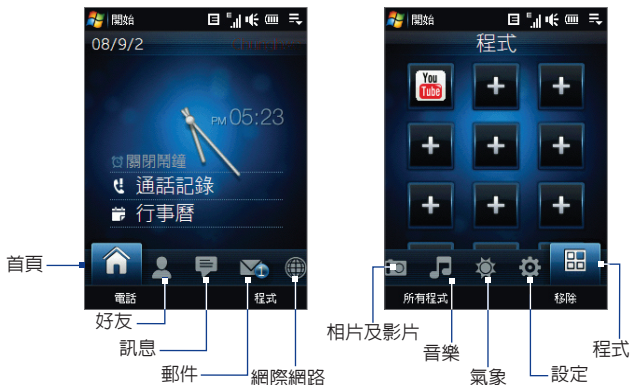 開始
08/9/2
PM 05:23
關閉鬧鐘
通話記錄
行事曆
電話
程式
首頁
好友
訊息
郵件
網際網路
開始
程式
You Tube
所有程式
移除
相片及影片
音樂
氣象
設定
程式